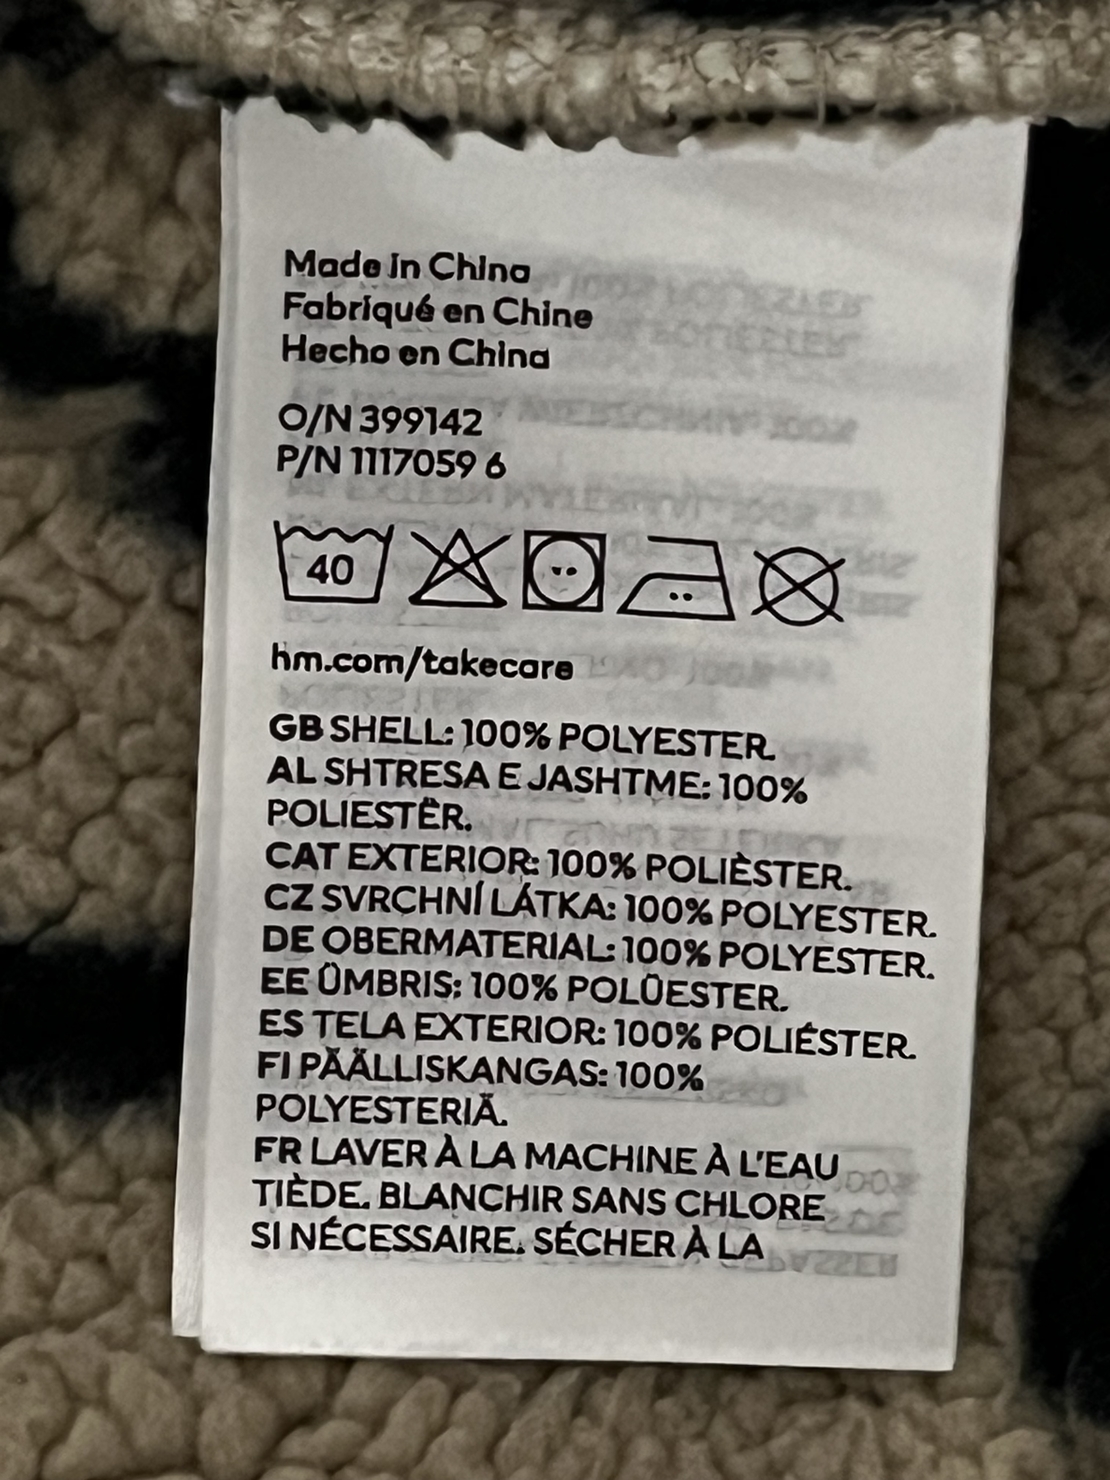 Made in China
Fabriqué en Chine
Hecho en China
O/N 399142
P/N 1117059 6
40
hm.com/takecare
GB SHELL: 100% POLYESTER.
AL SHTRESA E JASHTME: 100%
POLIESTËR.
CAT EXTERIOR: 100% POLIÈSTER.
CZ SVRCHNÍ LÁTKA: 100% POLYESTER.
DE OBERMATERIAL: 100% POLYESTER.
EE ÜMBRIS: 100% POLÜESTER.
ES TELA EXTERIOR: 100% POLIÉSTER.
FI PÄÄLLISKANGAS: 100%
POLYESTERIÄ.
FR LAVER À LA MACHINE À L'EAU
TIÈDE. BLANCHIR SANS CHLORE
SI NÉCESSAIRE. SÉCHER À LA